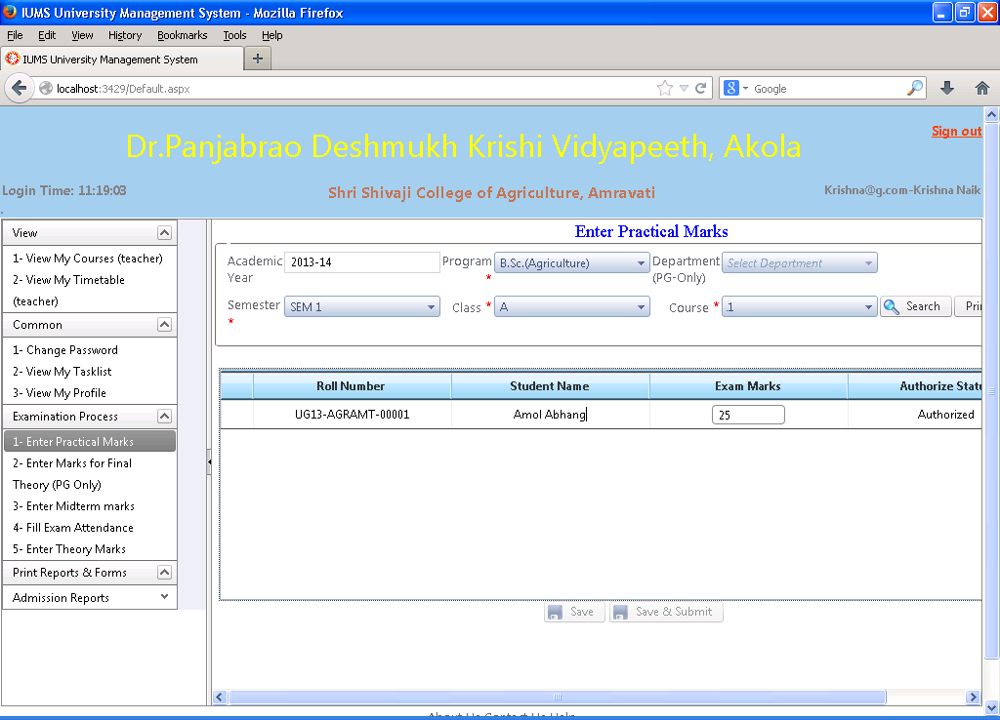 IUMS University Management System - Mozilla Firefox
File Edit View History Bookmarks Tools Help
IUMS University Management System
localhost:3429/Default.aspx
8 Google
Dr.Panjabrao Deshmukh Krishi Vidyapeeth, Akola
Sign out
Login Time: 11:19:03
Shri Shivaji College of Agriculture, Amravati
Krishna@g.com-Krishna Naik
View
1- View My Courses (teacher)
2- View My Timetable
(teacher)
Common
1- Change Password
2- View My Tasklist
3- View My Profile
Examination Process
1- Enter Practical Marks
2- Enter Marks for Final
Theory (PG Only)
3- Enter Midterm marks
4- Fill Exam Attendance
5- Enter Theory Marks
Print Reports & Forms
Admission Reports
Enter Practical Marks
Academic Year 2013-14 Program * B.Sc.(Agriculture) Department (PG-Only) Select Department
Semester * SEM 1 Class * A Course * .1 Search Prin
Roll Number Student Name Exam Marks Authorize Statu
UG13-AGRAMT-00001 Amol Abhang 25 Authorized
Save Save & Submit
About Us Contact Us Help